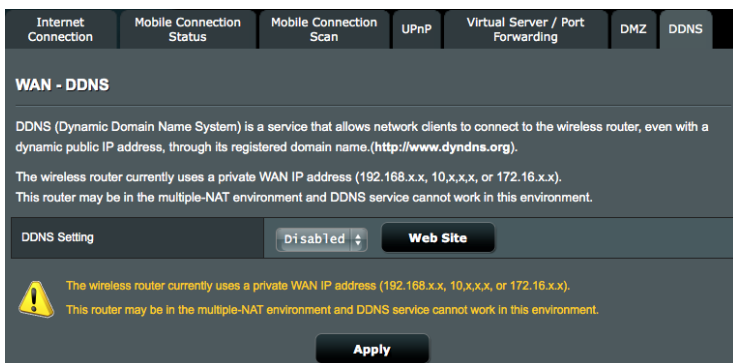 Internet Connection
Mobile Connection Status
Mobile Connection Scan
UPnP
Virtual Server / Port Forwarding
DMZ
DDNS
WAN - DDNS
DDNS (Dynamic Domain Name System) is a service that allows network clients to connect to the wireless router, even with a
dynamic public IP address, through its registered domain name.(http://www.dyndns.org).
The wireless router currently uses a private WAN IP address (192.168.x.x, 10,x,x,x, or 172.16.x.x).
This router may be in the multiple-NAT environment and DDNS service cannot work in this environment.
DDNS Setting
Disabled
Web Site
The wireless router currently uses a private WAN IP address (192.168.x.x, 10,x,x,x, or 172.16.x.x).
This router may be in the multiple-NAT environment and DDNS service cannot work in this environment.
Apply